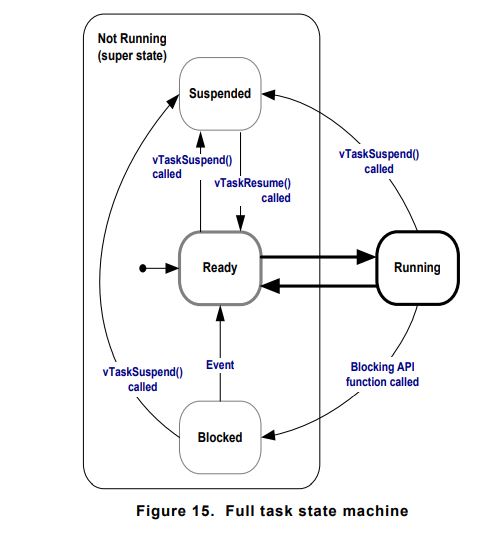 Not Running
(super state)
Suspended
vTaskSuspend()
called
vTaskResume()
called
vTaskSuspend()
called
Ready
Running
Event
vTaskSuspend()
called
Blocking API
function called
Blocked
Figure 15. Full task state machine